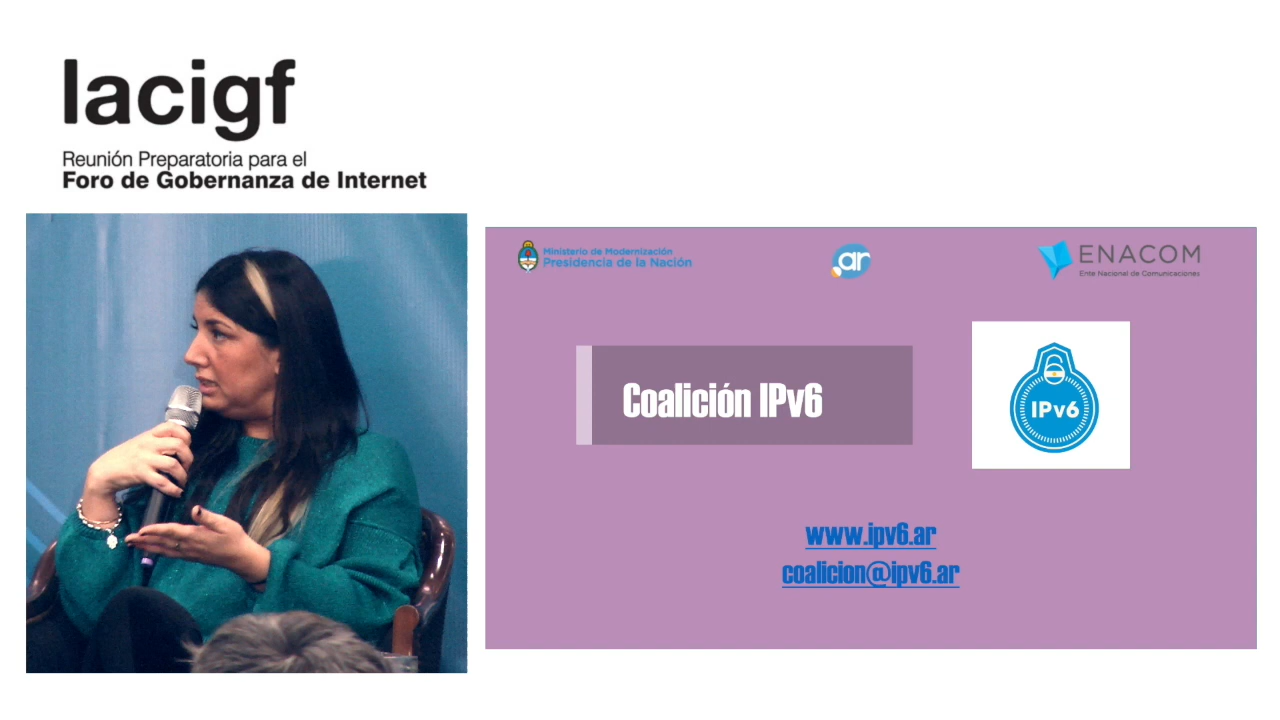 lacigf
Reunión Preparatoria para el
Foro de Gobernanza de Internet
Ministerio de Modernización
Presidencia de la Nación
.ar
ENACOM
Ente Nacional de Comunicaciones
Coalición IPv6
IPv6
www.ipv6.ar
coalicion@ipv6.ar